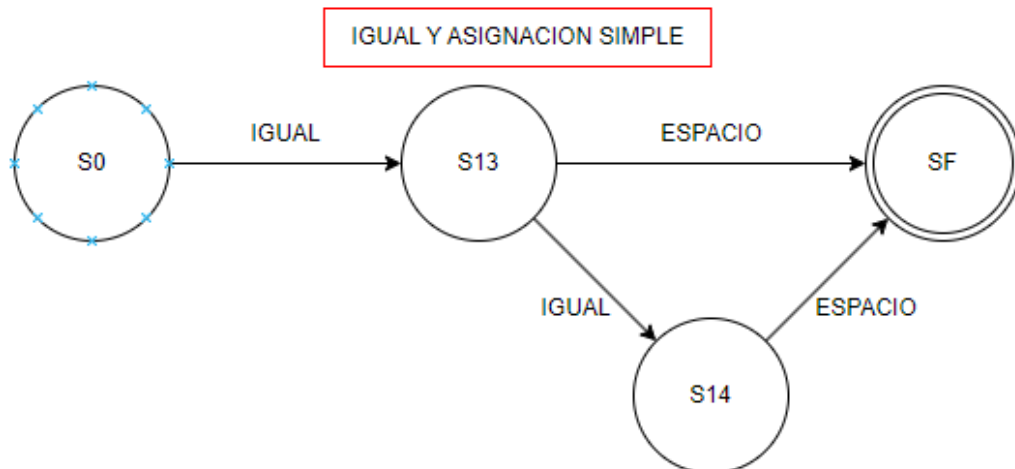 IGUAL Y ASIGNACION SIMPLE
S0
IGUAL
S13
ESPACIO
SF
IGUAL
ESPACIO
S14